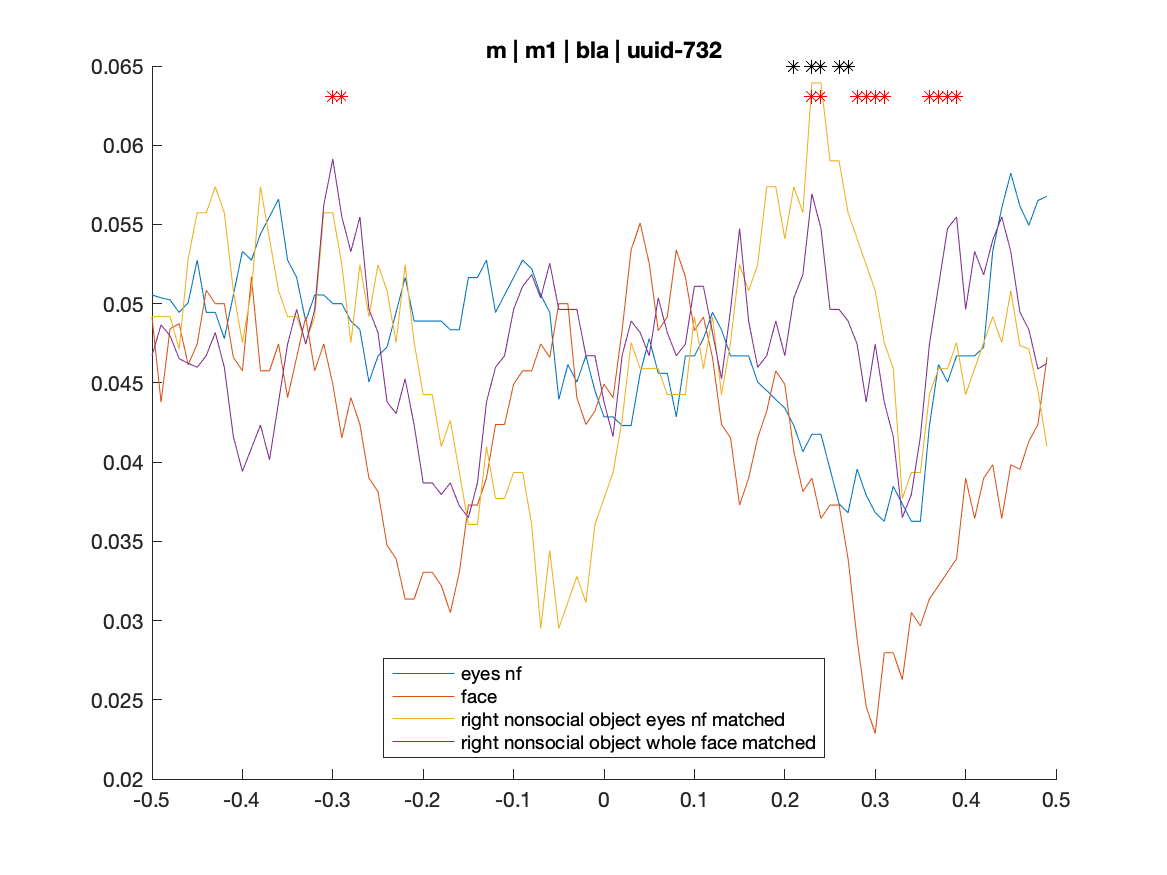 m | m1 | bla | uuid-732
0.065
0.06
0.055
0.05
0.045
0.04
0.035
0.03
0.025
0.02
-0.5 -0.4 -0.3 -0.2 -0.1 0 0.1 0.2 0.3 0.4 0.5
eyes nf
face
right nonsocial object eyes nf matched
right nonsocial object whole face matched